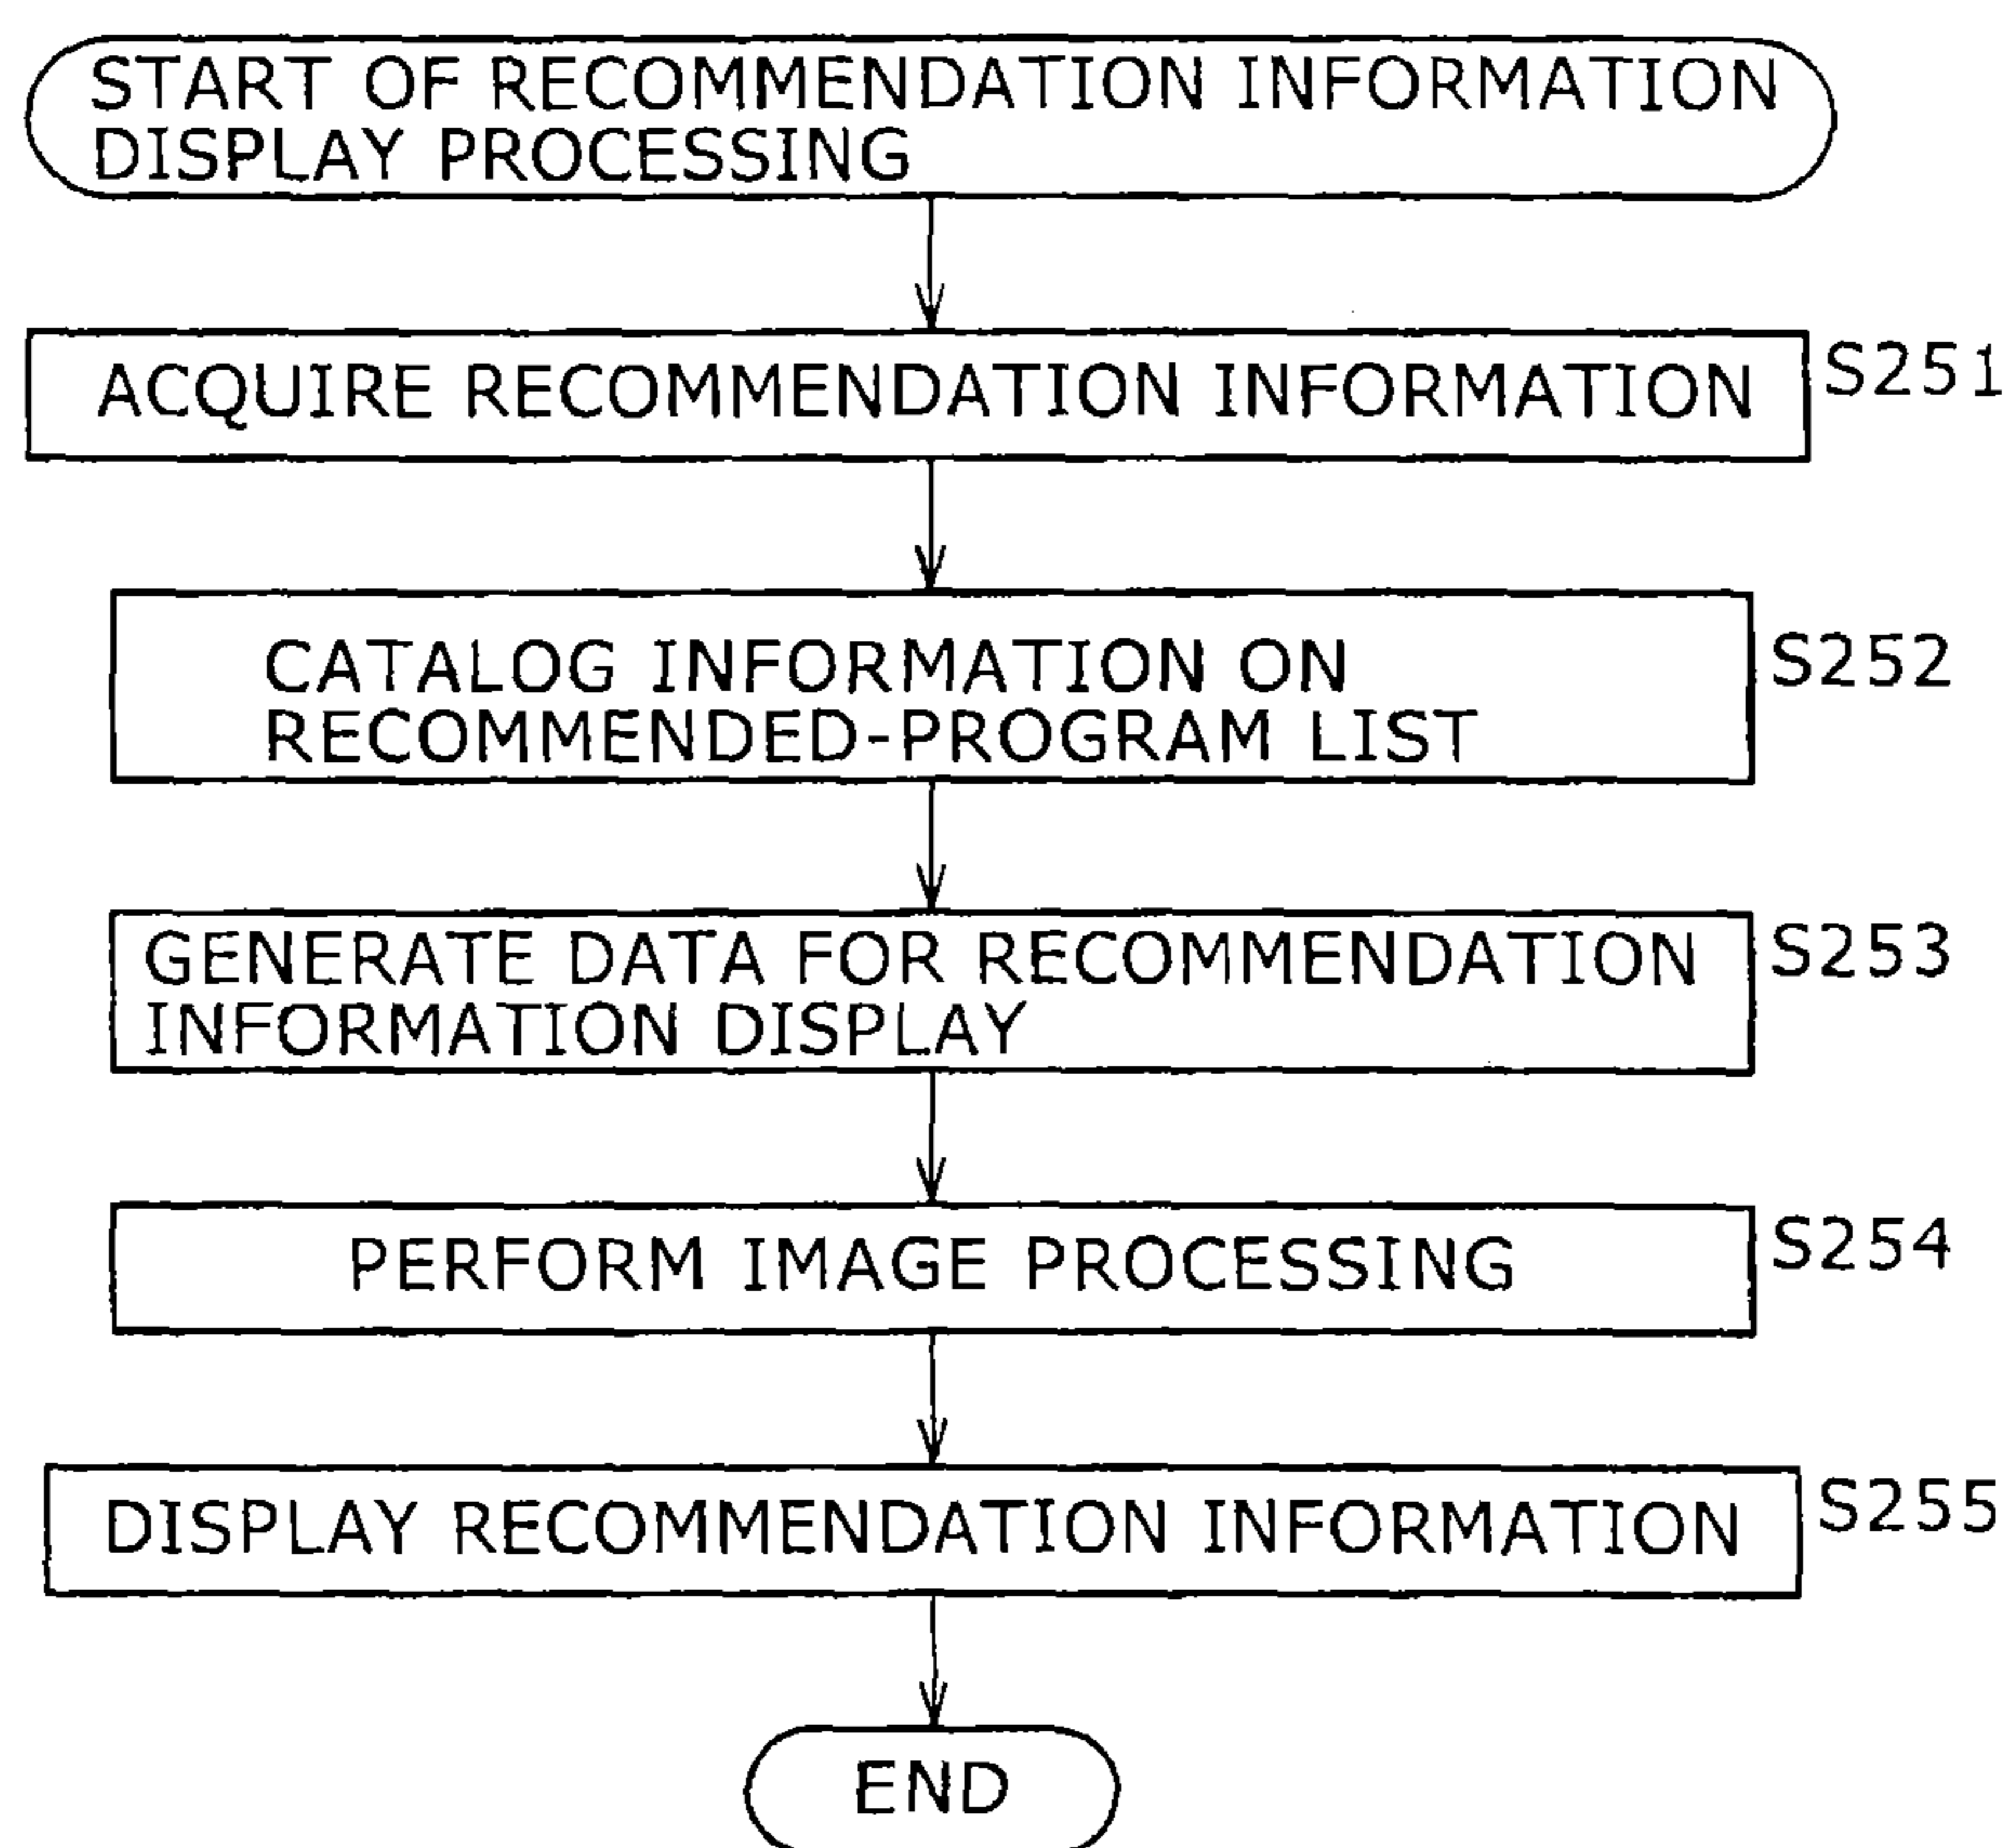 START OF RECOMMENDATION INFORMATION
DISPLAY PROCESSING
ACQUIRE RECOMMENDATION INFORMATION
S251
CATALOG INFORMATION ON
RECOMMENDED-PROGRAM LIST
S252
GENERATE DATA FOR RECOMMENDATION
INFORMATION DISPLAY
S253
PERFORM IMAGE PROCESSING
S254
DISPLAY RECOMMENDATION INFORMATION
S255
END